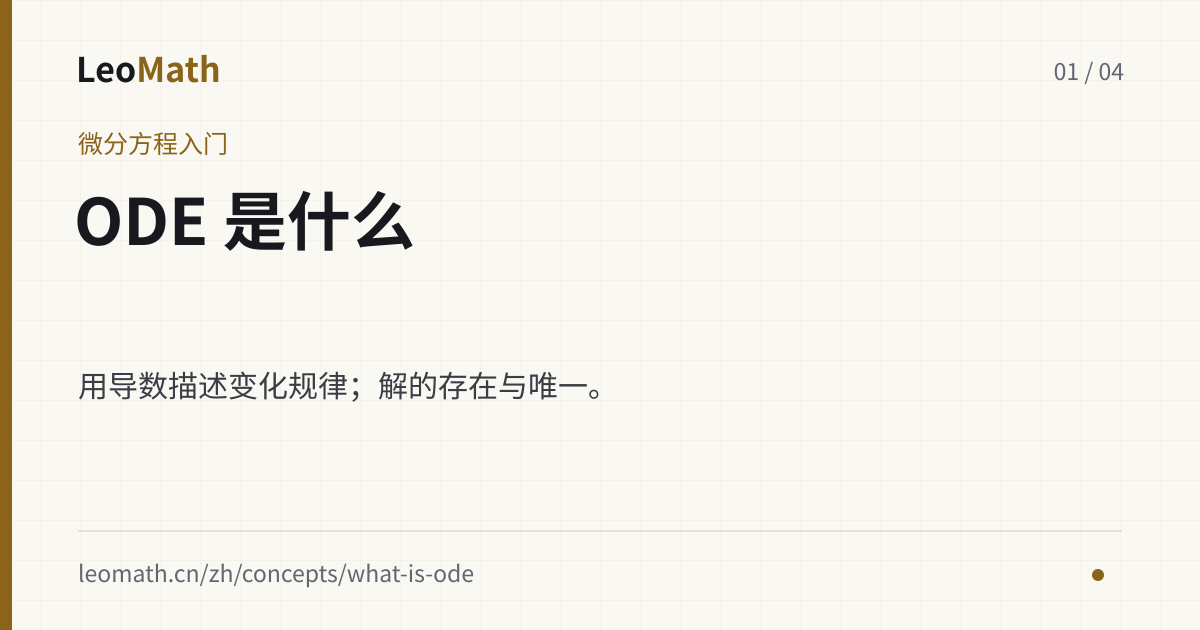 LeoMath
01 / 04
微分方程入门
ODE 是什么
用导数描述变化规律；解的存在与唯一。
leomath.cn/zh/concepts/what-is-ode